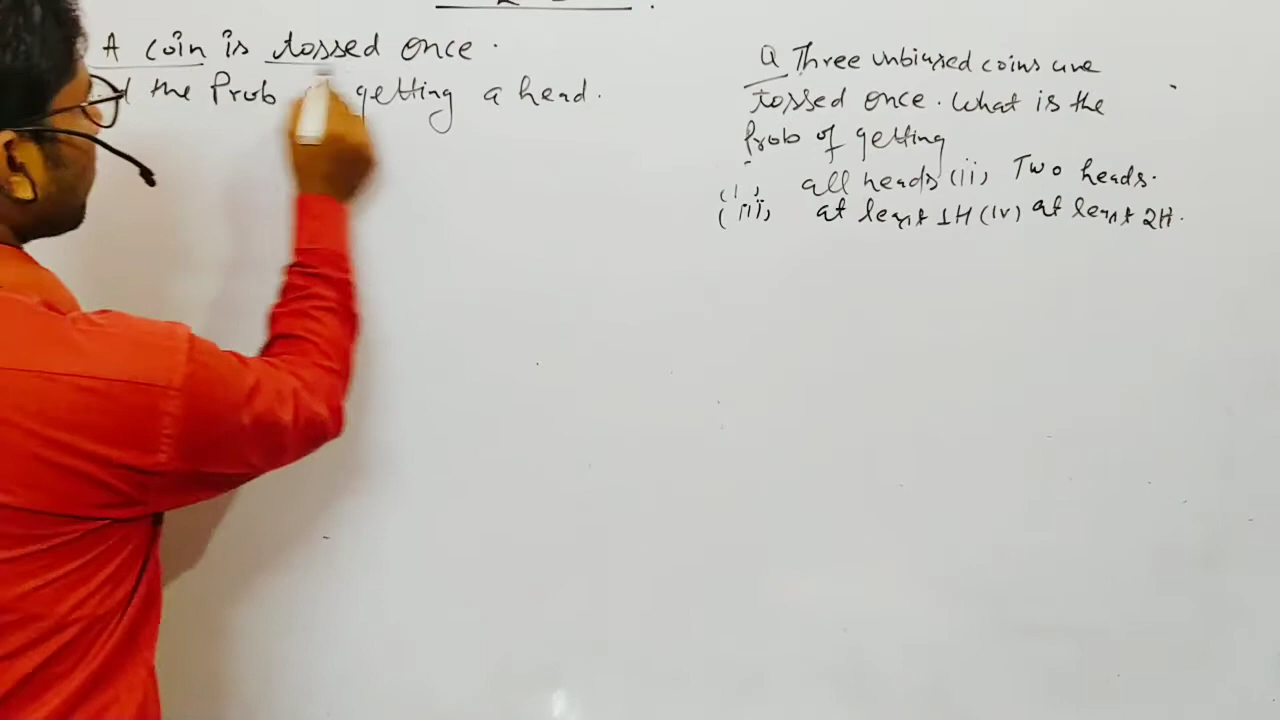 A coin is tossed once.
the Prob getting a head.
Q Three unbiased coins are
tossed once. What is the
Prob of getting
(i) all heads (ii) Two heads.
(iii) at least 1H (iv) at least 2H.